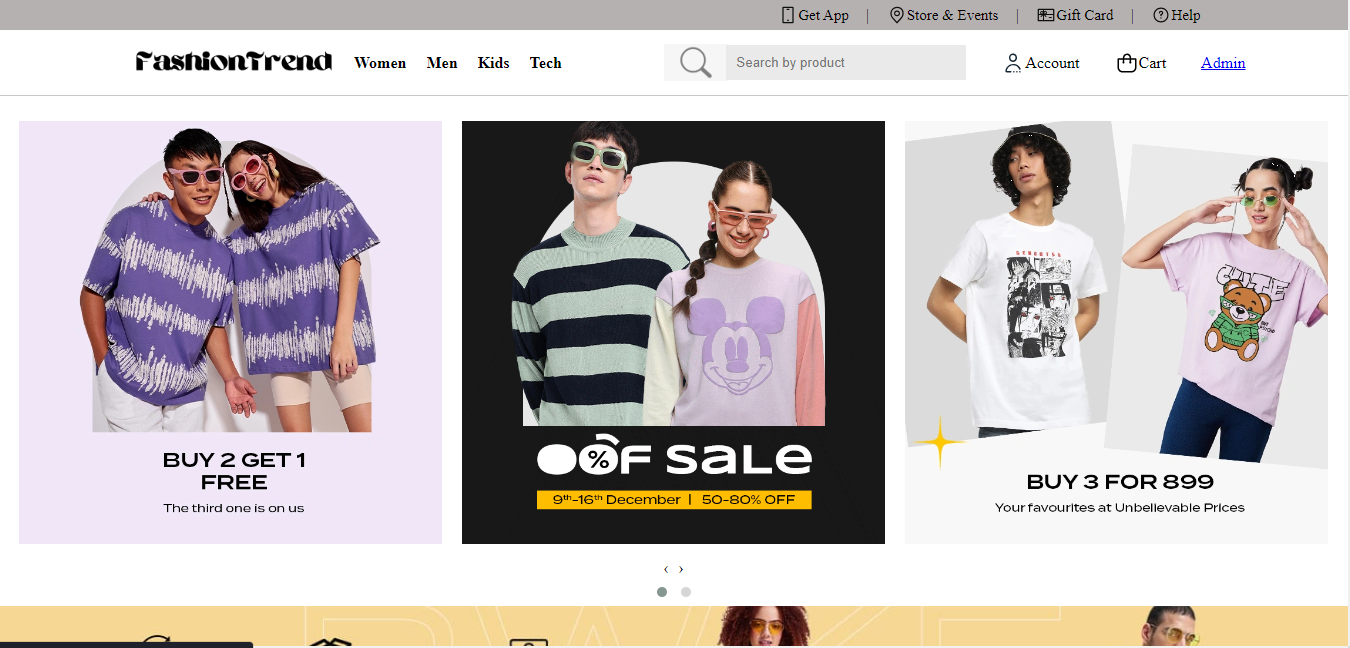 Get App | Store & Events | Gift Card | Help
FashionTrend Women Men Kids Tech Search by product Account Cart Admin
GENESIS
CUTE
BUY 2 GET 1
FREE
The third one is on us
OOF SALE
%
9th-16th December | 50-80% OFF
BUY 3 FOR 899
Your favourites at Unbelievable Prices
‹ ›